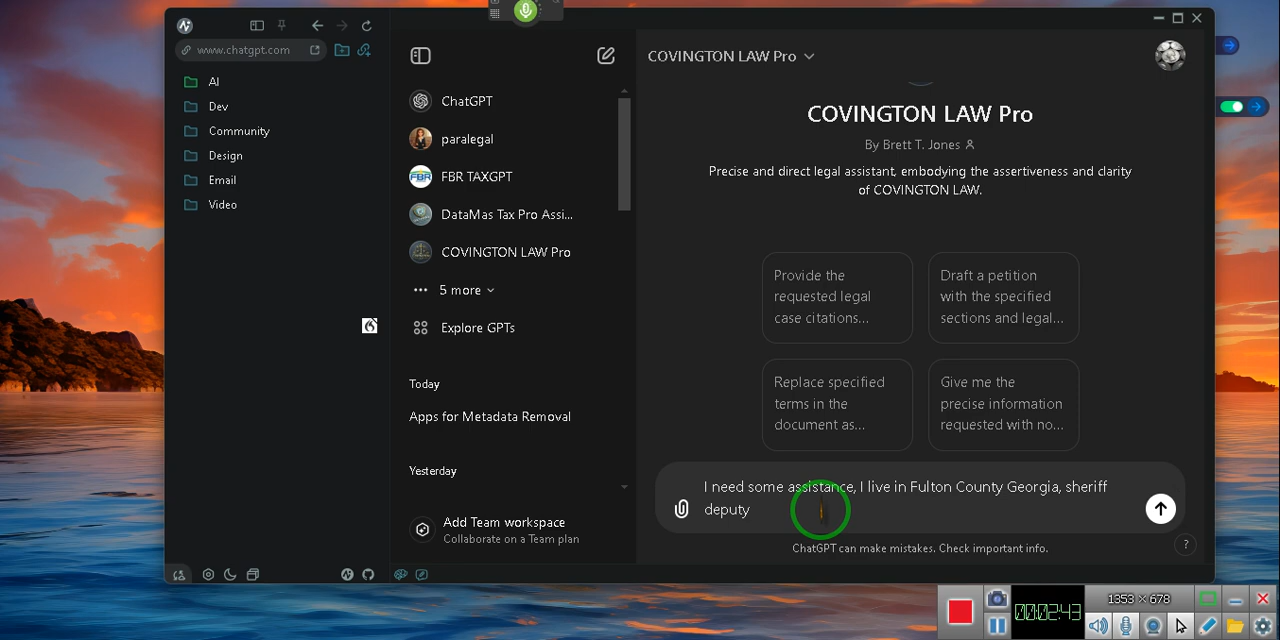 www.chatgpt.com
AI
Dev
Community
Design
Email
Video
ChatGPT
paralegal
FBR TAXGPT
DataMas Tax Pro Assi...
COVINGTON LAW Pro
5 more
Explore GPTs
Today
Apps for Metadata Removal
Yesterday
Add Team workspace
Collaborate on a Team plan
COVINGTON LAW Pro
COVINGTON LAW Pro
By Brett T. Jones
Precise and direct legal assistant, embodying the assertiveness and clarity
of COVINGTON LAW.
Provide the
requested legal
case citations...
Draft a petition
with the specified
sections and legal...
Replace specified
terms in the
document as...
Give me the
precise information
requested with no...
I need some assistance, I live in Fulton County Georgia, sheriff
deputy
ChatGPT can make mistakes. Check important info.
?
00:02:43
1353 × 678